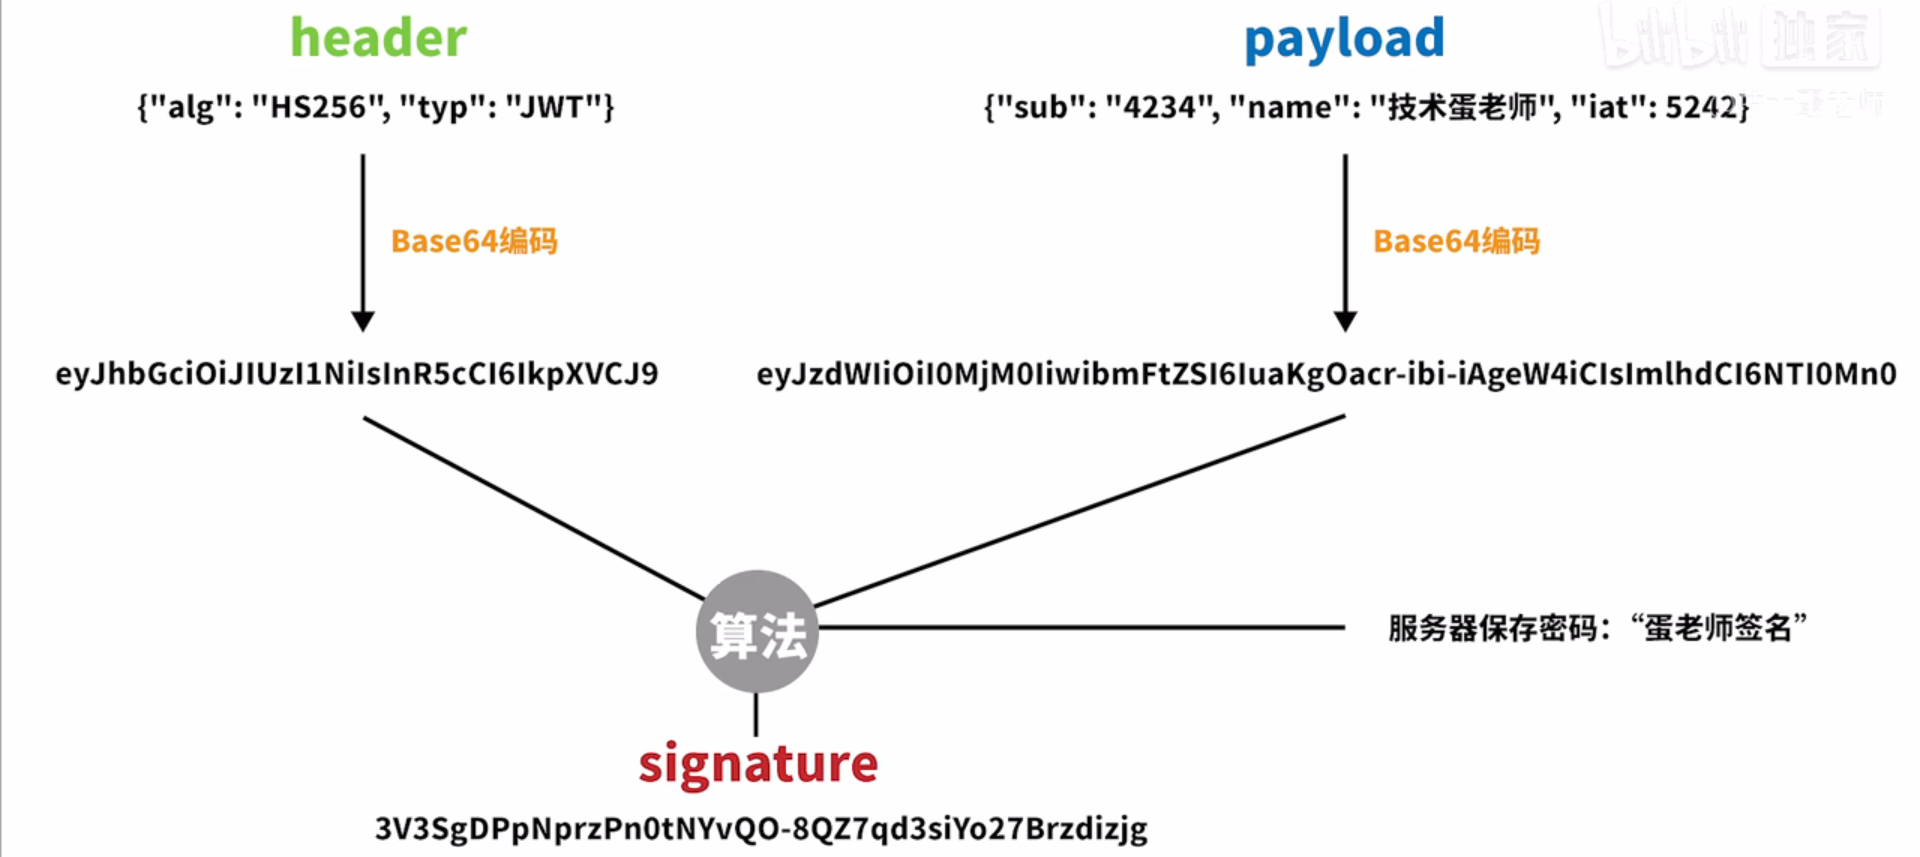 header
payload
bilibili 独家
{"alg": "HS256", "typ": "JWT"}
{"sub": "4234", "name": "技术蛋老师", "iat": 5242}
Base64编码
Base64编码
eyJhbGciOiJIUzI1NiIsInR5cCI6IkpXVCJ9
eyJzdWIiOiI0MjM0IiwibmFtZSI6IuaKgOacr-ibi-iAgeW4iCIsImlhdCI6NTI0Mn0
算法
服务器保存密码：“蛋老师签名”
signature
3V3SgDPpNprzPn0tNYvQO-8QZ7qd3siYo27Brzdizjg